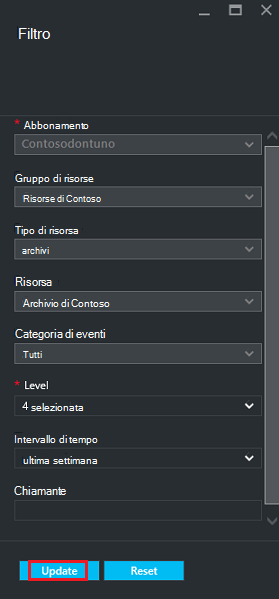 Filtro
* Abbonamento
Contosodontuno
Gruppo di risorse
Risorse di Contoso
Tipo di risorsa
archivi
Risorsa
Archivio di Contoso
Categoria di eventi
Tutti
* Level
4 selezionata
Intervallo di tempo
ultima settimana
Chiamante
Update Reset